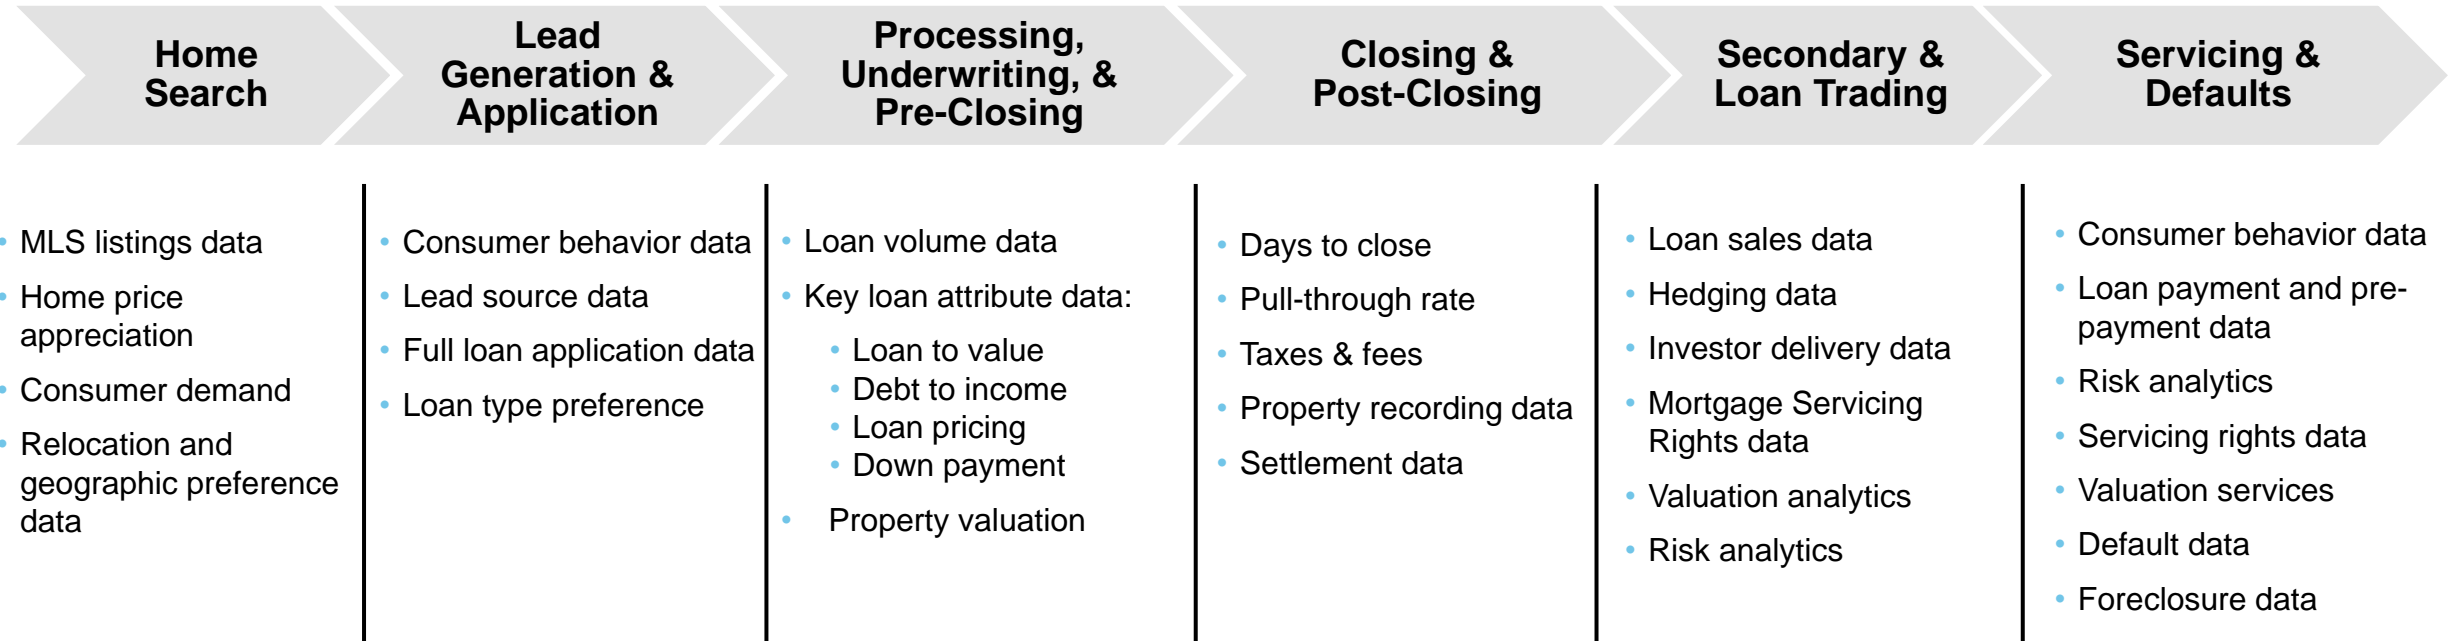 Home
Search
Lead
Generation &
Application
Processing,
Underwriting, &
Pre-Closing
Closing &
Post-Closing
Secondary &
Loan Trading
Servicing &
Defaults
• MLS listings data
• Home price
appreciation
• Consumer demand
• Relocation and
geographic preference
data
• Consumer behavior data
• Lead source data
• Full loan application data
• Loan type preference
• Loan volume data
• Key loan attribute data:
• Loan to value
• Debt to income
• Loan pricing
• Down payment
• Property valuation
• Days to close
• Pull-through rate
• Taxes & fees
• Property recording data
• Settlement data
• Loan sales data
• Hedging data
• Investor delivery data
• Mortgage Servicing
Rights data
• Valuation analytics
• Risk analytics
• Consumer behavior data
• Loan payment and pre-
payment data
• Risk analytics
• Servicing rights data
• Valuation services
• Default data
• Foreclosure data